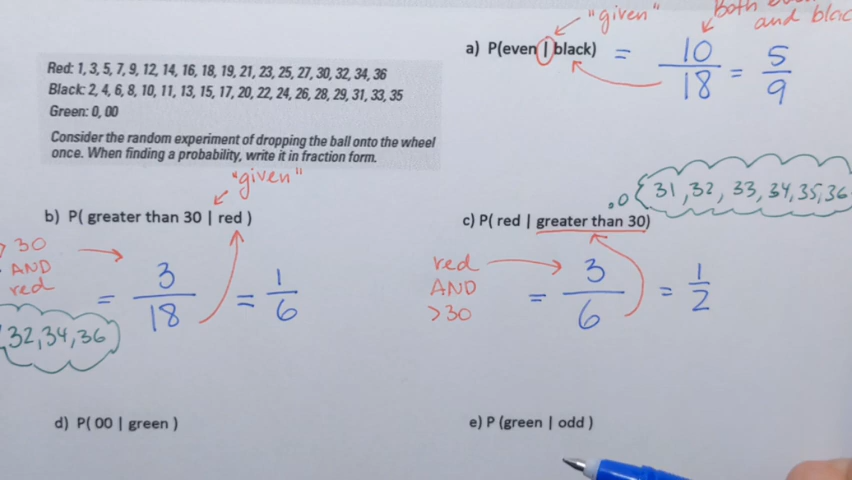 "given"
both
and
a) P(even | black) = 10/18 = 5/9
Red: 1, 3, 5, 7, 9, 12, 14, 16, 18, 19, 21, 23, 25, 27, 30, 32, 34, 36
Black: 2, 4, 6, 8, 10, 11, 13, 15, 17, 20, 22, 24, 26, 28, 29, 31, 33, 35
Green: 0, 00
Consider the random experiment of dropping the ball onto the wheel
once. When finding a probability, write it in fraction form.
"given"
b) P( greater than 30 | red )
> 30
AND
red
= 3/18 = 1/6
32,34,36
31,32, 33, 34,35,36
c) P( red | greater than 30)
red
AND
>30
= 3/6 = 1/2
d) P( 00 | green )
e) P (green | odd )